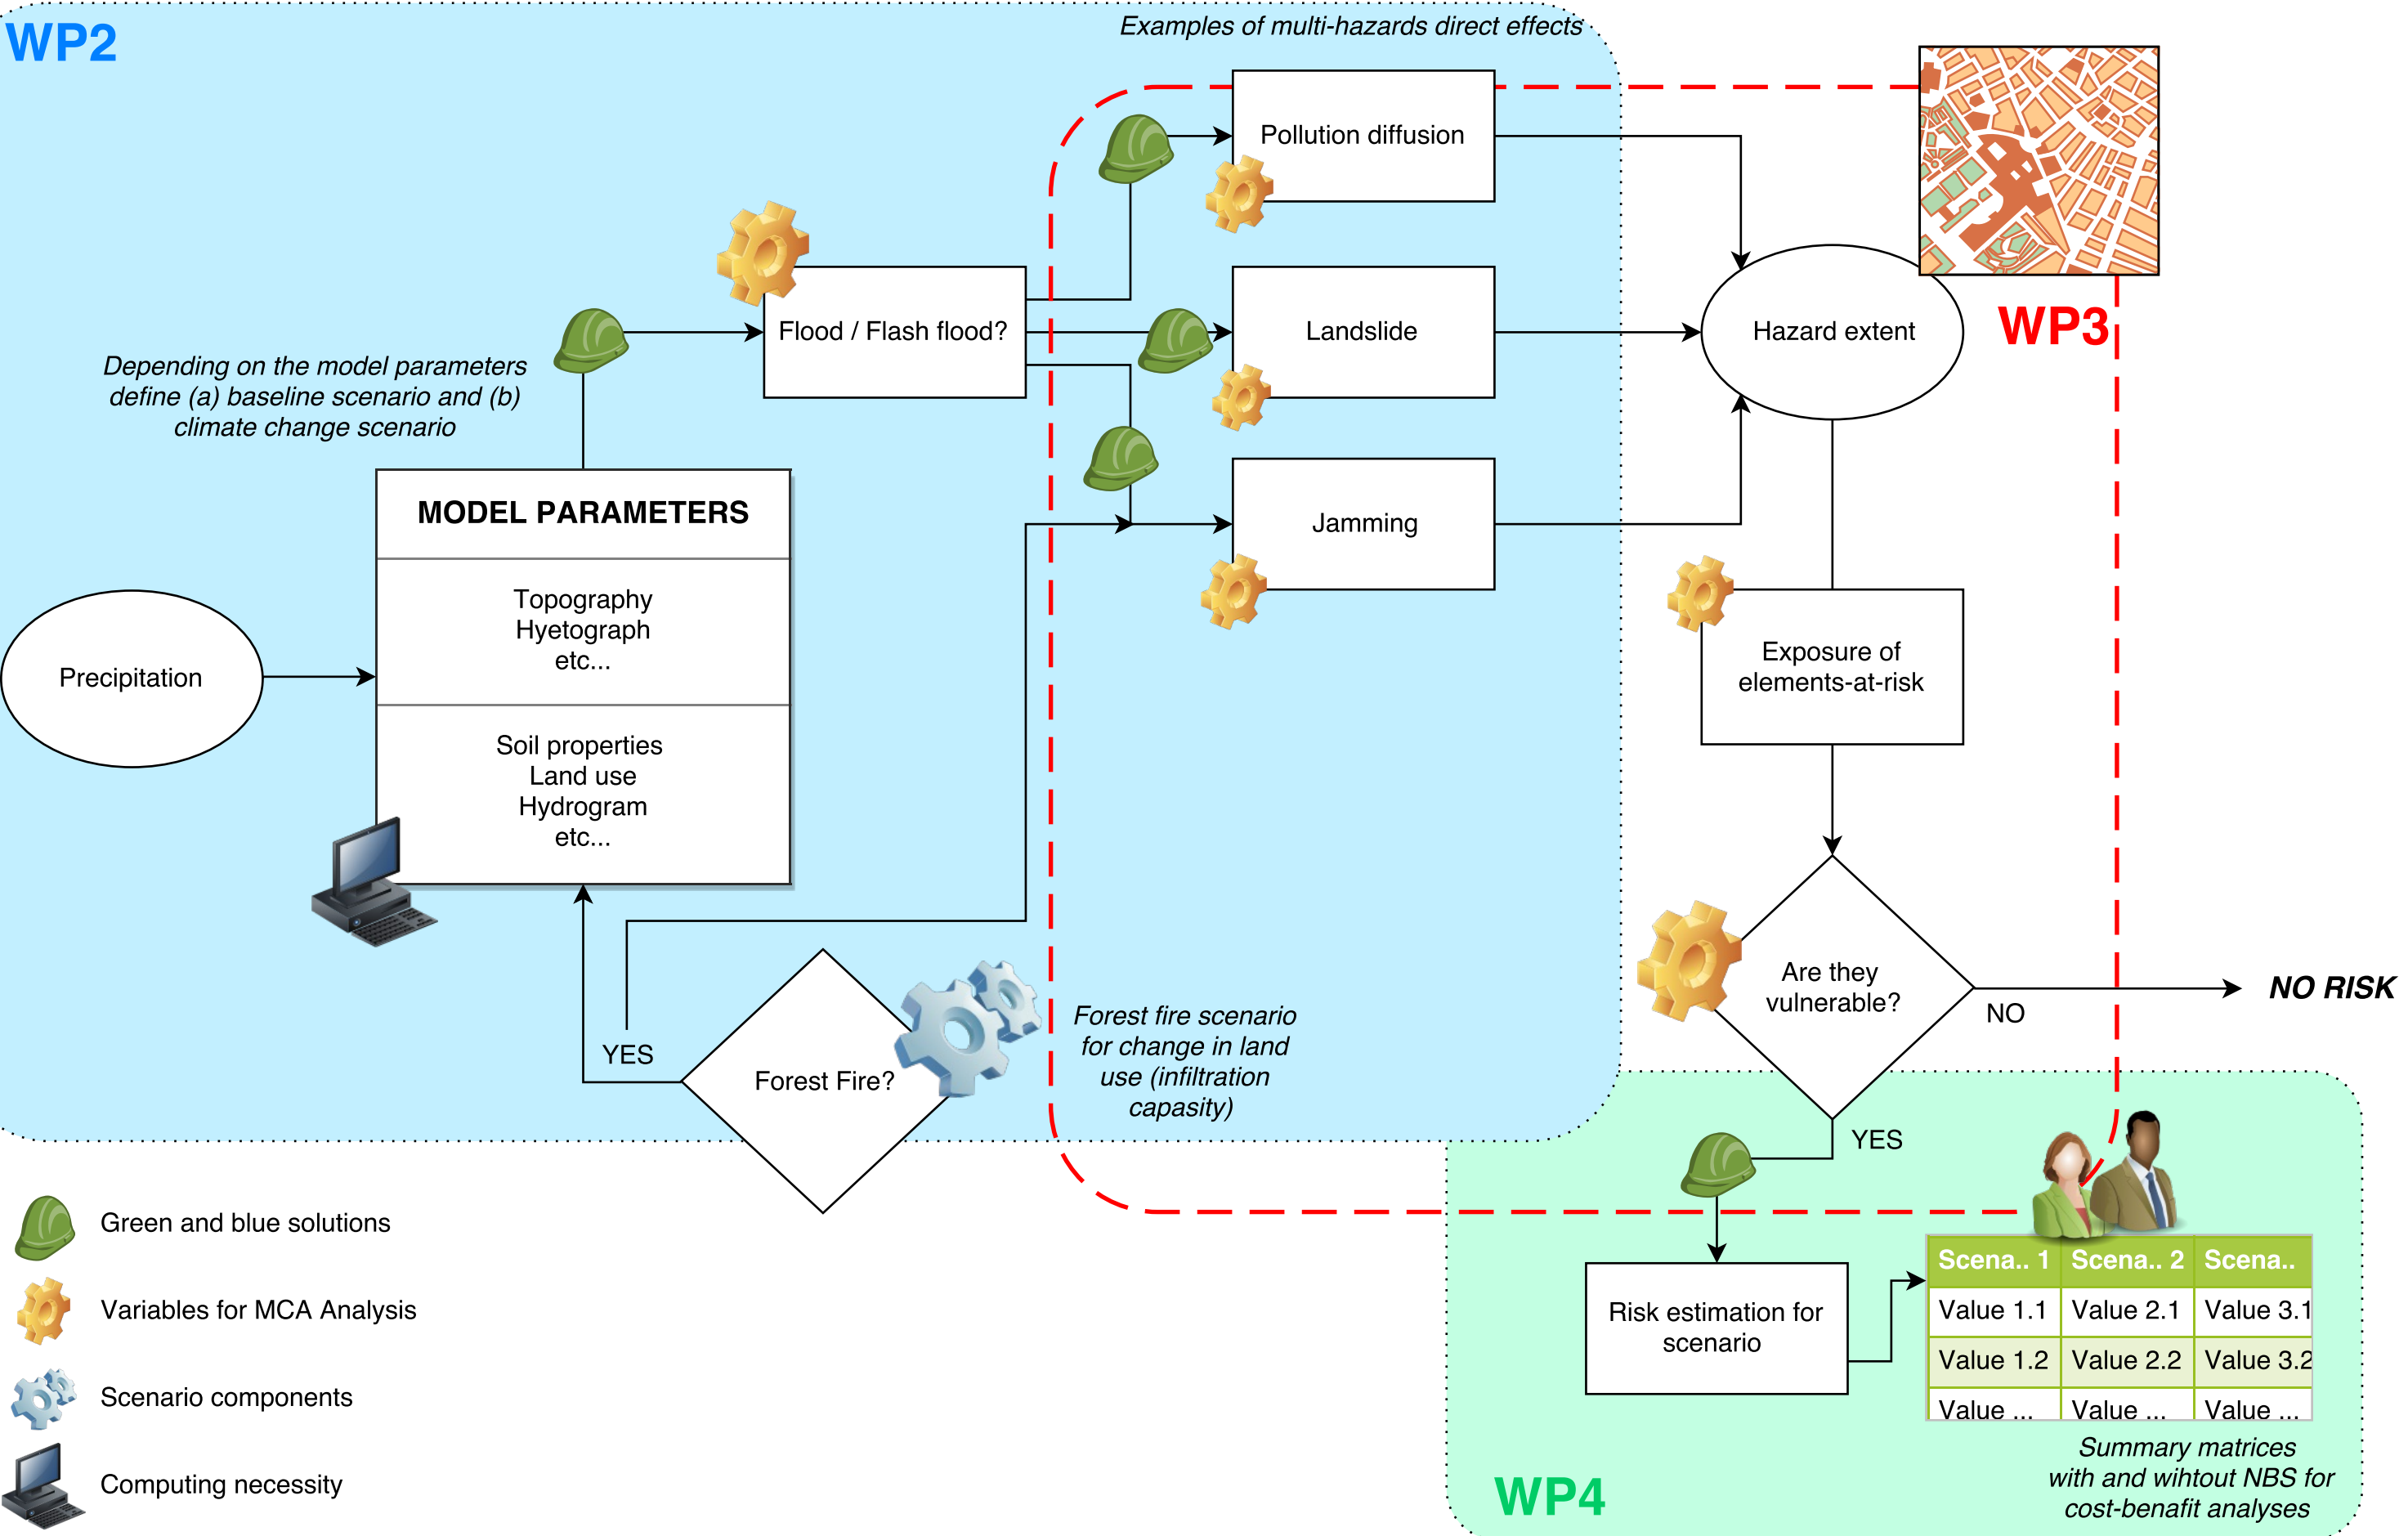 WP2
Examples of multi-hazards direct effects
Pollution diffusion
Flood / Flash flood?
Landslide
Hazard extent
WP3
Depending on the model parameters
define (a) baseline scenario and (b)
climate change scenario
MODEL PARAMETERS
Jamming
Topography
Hyetograph
etc...
Precipitation
Exposure of
elements-at-risk
Soil properties
Land use
Hydrogram
etc...
Are they
vulnerable?
NO
NO RISK
YES
Forest Fire?
Forest fire scenario
for change in land
use (infiltration
capasity)
YES
Green and blue solutions
Variables for MCA Analysis
Scenario components
Computing necessity
Risk estimation for
scenario
Scena.. 1 Scena.. 2 Scena..
Value 1.1 Value 2.1 Value 3.1
Value 1.2 Value 2.2 Value 3.2
Value ... Value ... Value ...
WP4
Summary matrices
with and wihtout NBS for
cost-benafit analyses